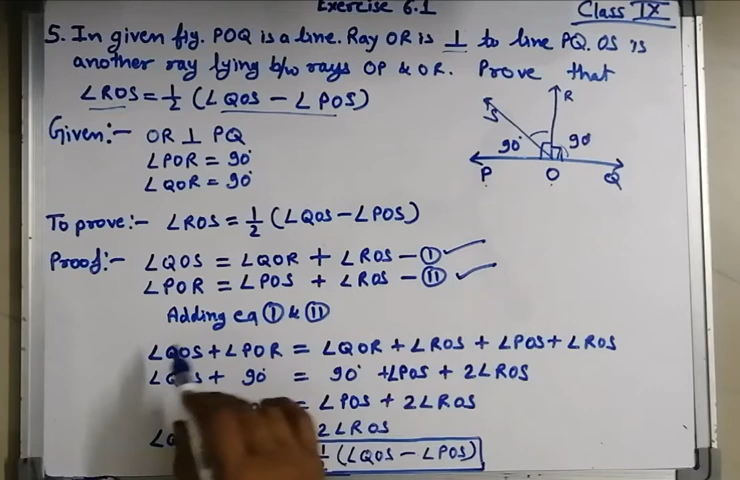 Exercise 6.1
Class IX
5. In given fig. POQ is a line. Ray OR is ⊥ to line PQ. OS is
another ray lying b/w rays OP & OR. Prove that
∠ROS = 1/2 (∠QOS - ∠POS)
R
S
90°
90°
P
O
Q
Given:- OR ⊥ PQ
∠POR = 90°
∠QOR = 90°
To prove:- ∠ROS = 1/2 (∠QOS - ∠POS)
Proof:- ∠QOS = ∠QOR + ∠ROS - I
∠POR = ∠POS + ∠ROS - II
Adding eq I & II
∠QOS + ∠POR = ∠QOR + ∠ROS + ∠POS + ∠ROS
+ 90° = 90° + ∠POS + 2∠ROS
= ∠POS + 2∠ROS
2∠ROS
(∠QOS - ∠POS)